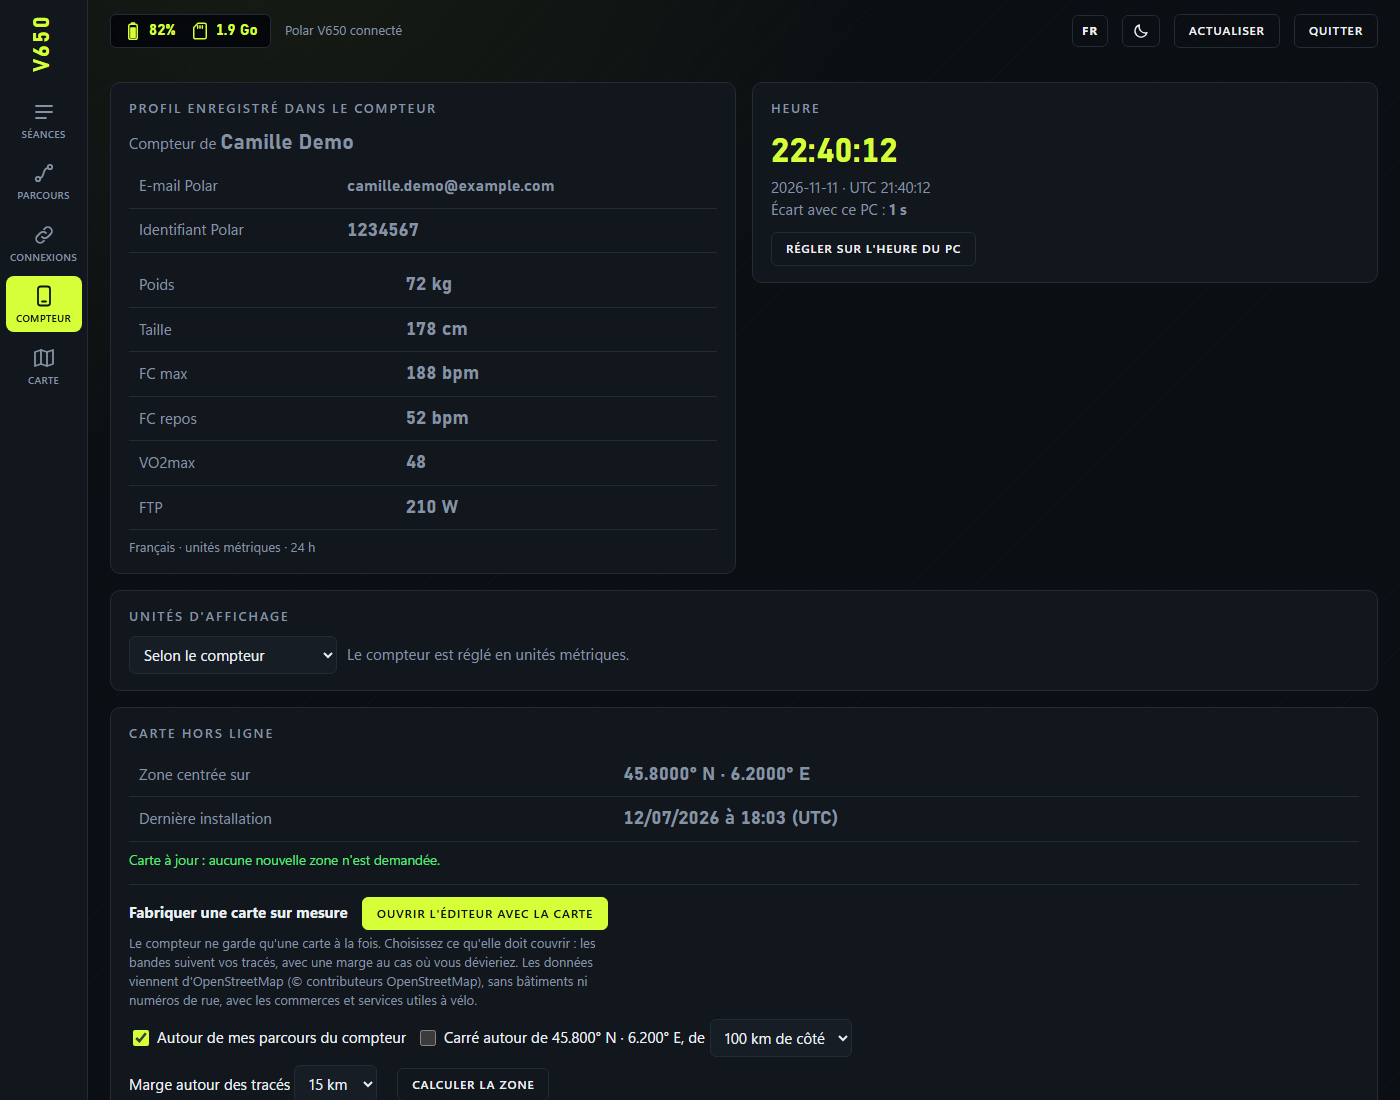 V650
82%
1.9 Go
Polar V650 connecté
FR
ACTUALISER
QUITTER
SÉANCES
PARCOURS
CONNEXIONS
COMPTEUR
CARTE
PROFIL ENREGISTRÉ DANS LE COMPTEUR
Compteur de Camille Demo
E-mail Polar camille.demo@example.com
Identifiant Polar 1234567
Poids 72 kg
Taille 178 cm
FC max 188 bpm
FC repos 52 bpm
VO2max 48
FTP 210 W
Français · unités métriques · 24 h
HEURE
22:40:12
2026-11-11 · UTC 21:40:12
Écart avec ce PC : 1 s
RÉGLER SUR L'HEURE DU PC
UNITÉS D'AFFICHAGE
Selon le compteur Le compteur est réglé en unités métriques.
CARTE HORS LIGNE
Zone centrée sur 45.8000° N · 6.2000° E
Dernière installation 12/07/2026 à 18:03 (UTC)
Carte à jour : aucune nouvelle zone n'est demandée.
Fabriquer une carte sur mesure OUVRIR L'ÉDITEUR AVEC LA CARTE
Le compteur ne garde qu'une carte à la fois. Choisissez ce qu'elle doit couvrir : les
bandes suivent vos tracés, avec une marge au cas où vous dévieriez. Les données
viennent d'OpenStreetMap (© contributeurs OpenStreetMap), sans bâtiments ni
numéros de rue, avec les commerces et services utiles à vélo.
Autour de mes parcours du compteur Carré autour de 45.800° N · 6.200° E, de 100 km de côté
Marge autour des tracés 15 km CALCULER LA ZONE